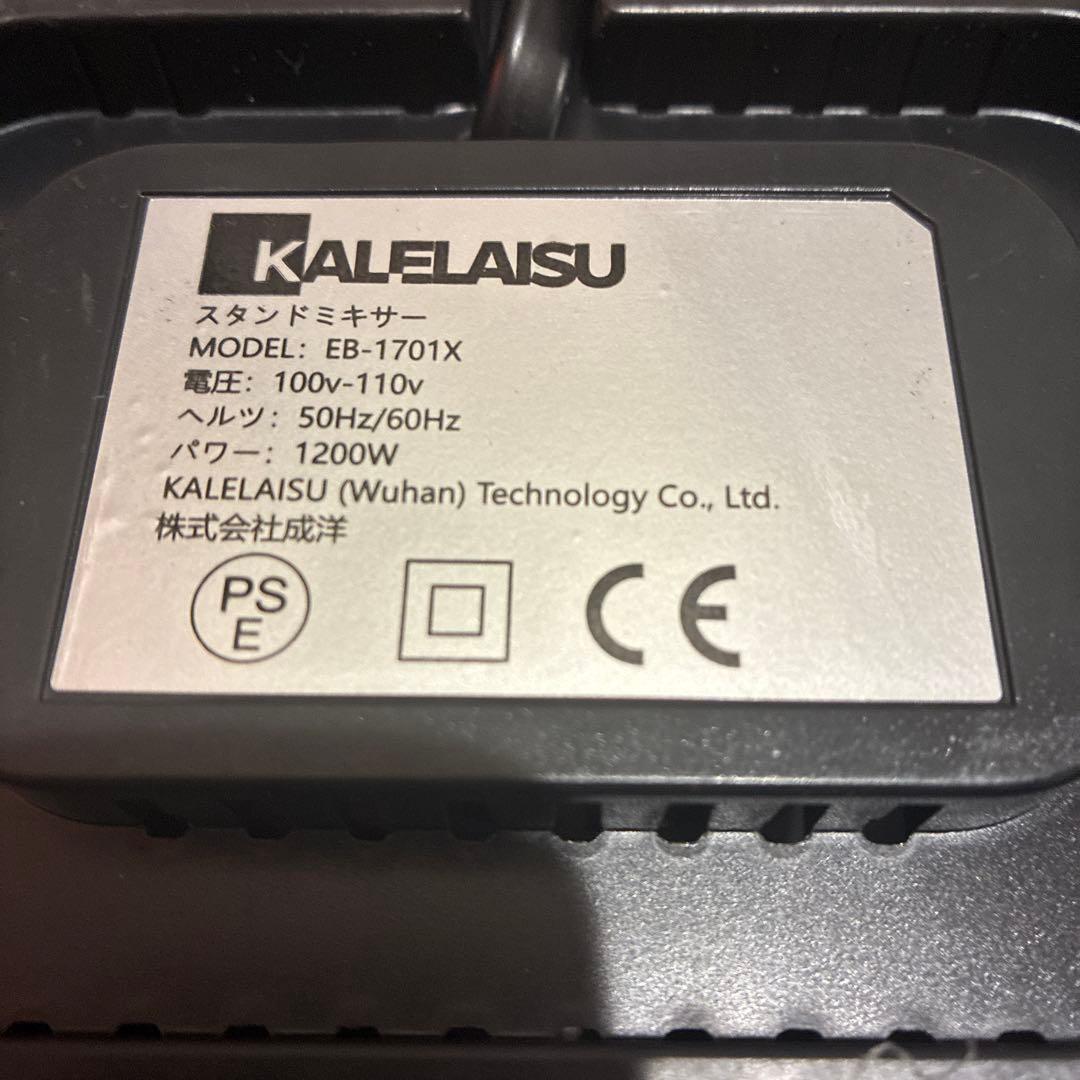 KALELAISU
スタンドミキサー
MODEL: EB-1701X
電圧: 100v-110v
ヘルツ: 50Hz/60Hz
パワー: 1200W
KALELAISU (Wuhan) Technology Co., Ltd.
株式会社成洋
PS
E
CE